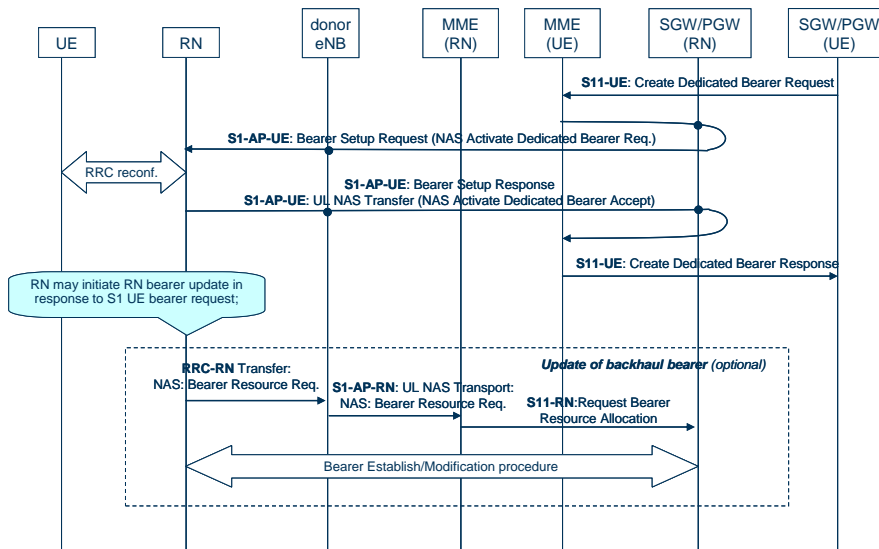 UE
RN
donor
eNB
MME
(RN)
MME
(UE)
SGW/PGW
(RN)
SGW/PGW
(UE)
S11-UE: Create Dedicated Bearer Request
S1-AP-UE: Bearer Setup Request (NAS Activate Dedicated Bearer Req.)
RRC reconf.
S1-AP-UE: Bearer Setup Response
S1-AP-UE: UL NAS Transfer (NAS Activate Dedicated Bearer Accept)
S11-UE: Create Dedicated Bearer Response
RN may initiate RN bearer update in
response to S1 UE bearer request;
Update of backhaul bearer (optional)
RRC-RN Transfer:
NAS: Bearer Resource Req.
S1-AP-RN: UL NAS Transport:
NAS: Bearer Resource Req.
S11-RN:Request Bearer
Resource Allocation
Bearer Establish/Modification procedure